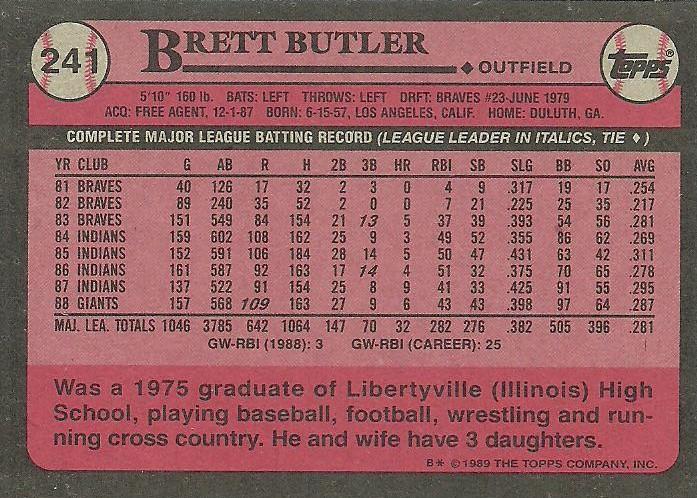 241
BRETT BUTLER
◆ OUTFIELD
TOPPS®
5'10" 160 lb. BATS: LEFT THROWS: LEFT DRFT: BRAVES #23-JUNE 1979
ACQ: FREE AGENT, 12-1-87 BORN: 6-15-57, LOS ANGELES, CALIF. HOME: DULUTH, GA.
COMPLETE MAJOR LEAGUE BATTING RECORD (LEAGUE LEADER IN ITALICS, TIE ♦)
YR CLUB G AB R H 2B 3B HR RBI SB SLG BB SO AVG
81 BRAVES 40 126 17 32 2 3 0 4 9 .317 19 17 .254
82 BRAVES 89 240 35 52 2 0 0 7 21 .225 25 35 .217
83 BRAVES 151 549 84 154 21 13 5 37 39 .393 54 56 .281
84 INDIANS 159 602 108 162 25 9 3 49 52 .355 86 62 .269
85 INDIANS 152 591 106 184 28 14 5 50 47 .431 63 42 .311
86 INDIANS 161 587 92 163 17 14 4 51 32 .375 70 65 .278
87 INDIANS 137 522 91 154 25 8 9 41 33 .425 91 55 .295
88 GIANTS 157 568 109 163 27 9 6 43 43 .398 97 64 .287
MAJ. LEA. TOTALS 1046 3785 642 1064 147 70 32 282 276 .382 505 396 .281
GW-RBI (1988): 3 GW-RBI (CAREER): 25
Was a 1975 graduate of Libertyville (Illinois) High
School, playing baseball, football, wrestling and run-
ning cross country. He and wife have 3 daughters.
B* © 1989 THE TOPPS COMPANY, INC.